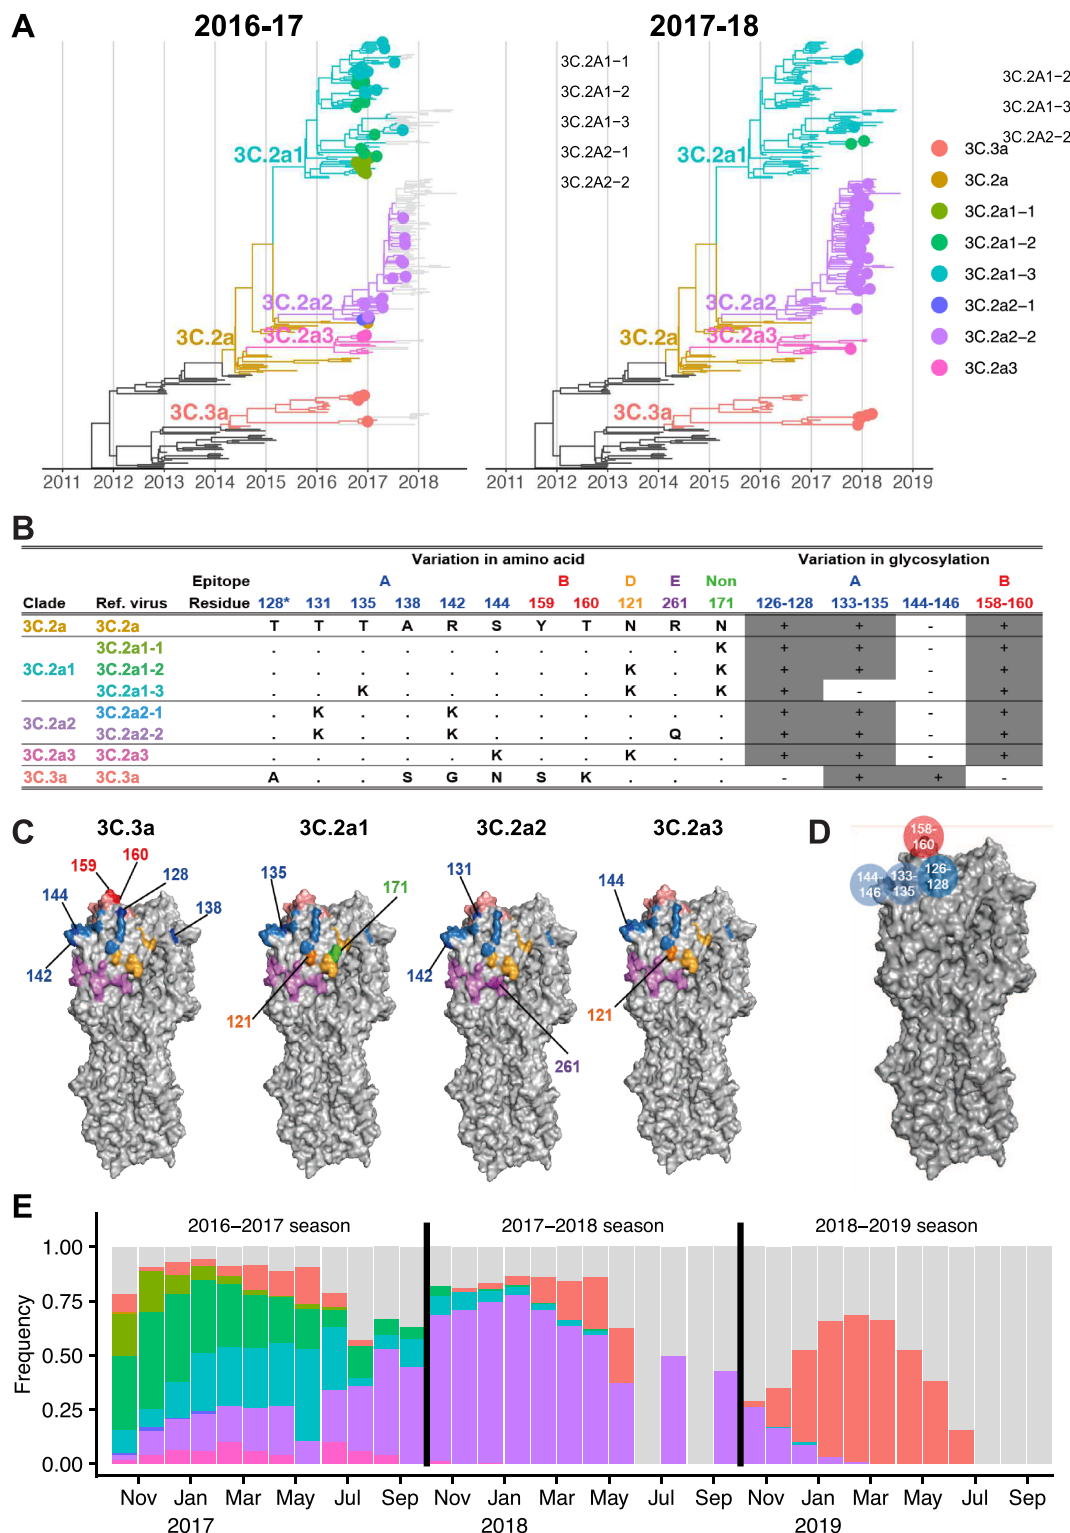 A
2016-17
2017-18
3C.2A1-1
3C.2A1-2
3C.2A1-3
3C.2A2-1
3C.2A2-2
3C.2A1-2
3C.2A1-3
3C.2A2-2
3C.2a1
3C.2a2
3C.2a
3C.2a3
3C.3a
2011 2012 2013 2014 2015 2016 2017 2018
3C.2a1
3C.2a2
3C.2a
3C.2a3
3C.3a
2011 2012 2013 2014 2015 2016 2017 2018 2019
3C.3a
3C.2a
3C.2a1-1
3C.2a1-2
3C.2a1-3
3C.2a2-1
3C.2a2-2
3C.2a3
B
Variation in amino acid Variation in glycosylation
Epitope A B D E Non A B
Clade Ref. virus Residue 128* 131 135 138 142 144 159 160 121 261 171 126-128 133-135 144-146 158-160
3C.2a 3C.2a T T T A R S Y T N R N + + - +
3C.2a1-1 . . . . . . . . . . K + + - +
3C.2a1 3C.2a1-2 . . . . . . . . K . K + + - +
3C.2a1-3 . . K . . . . . K . K + - - +
3C.2a2-1 . K . . K . . . . . . + + - +
3C.2a2 3C.2a2-2 . K . . K . . . . Q . + + - +
3C.2a3 3C.2a3 . . . . . K . . K . . + + - +
3C.3a 3C.3a A . . S G N S K . . . - + + -
C
3C.3a
159
160
128
144
138
142
3C.2a1
135
171
121
3C.2a2
131
142
261
3C.2a3
144
121
D
158-
160
144-
146
133-
135
126-
128
E
2016–2017 season
2017–2018 season
2018–2019 season
Frequency
1.00
0.75
0.50
0.25
0.00
Nov Jan Mar May Jul Sep Nov Jan Mar May Jul Sep Nov Jan Mar May Jul Sep
2017 2018 2019